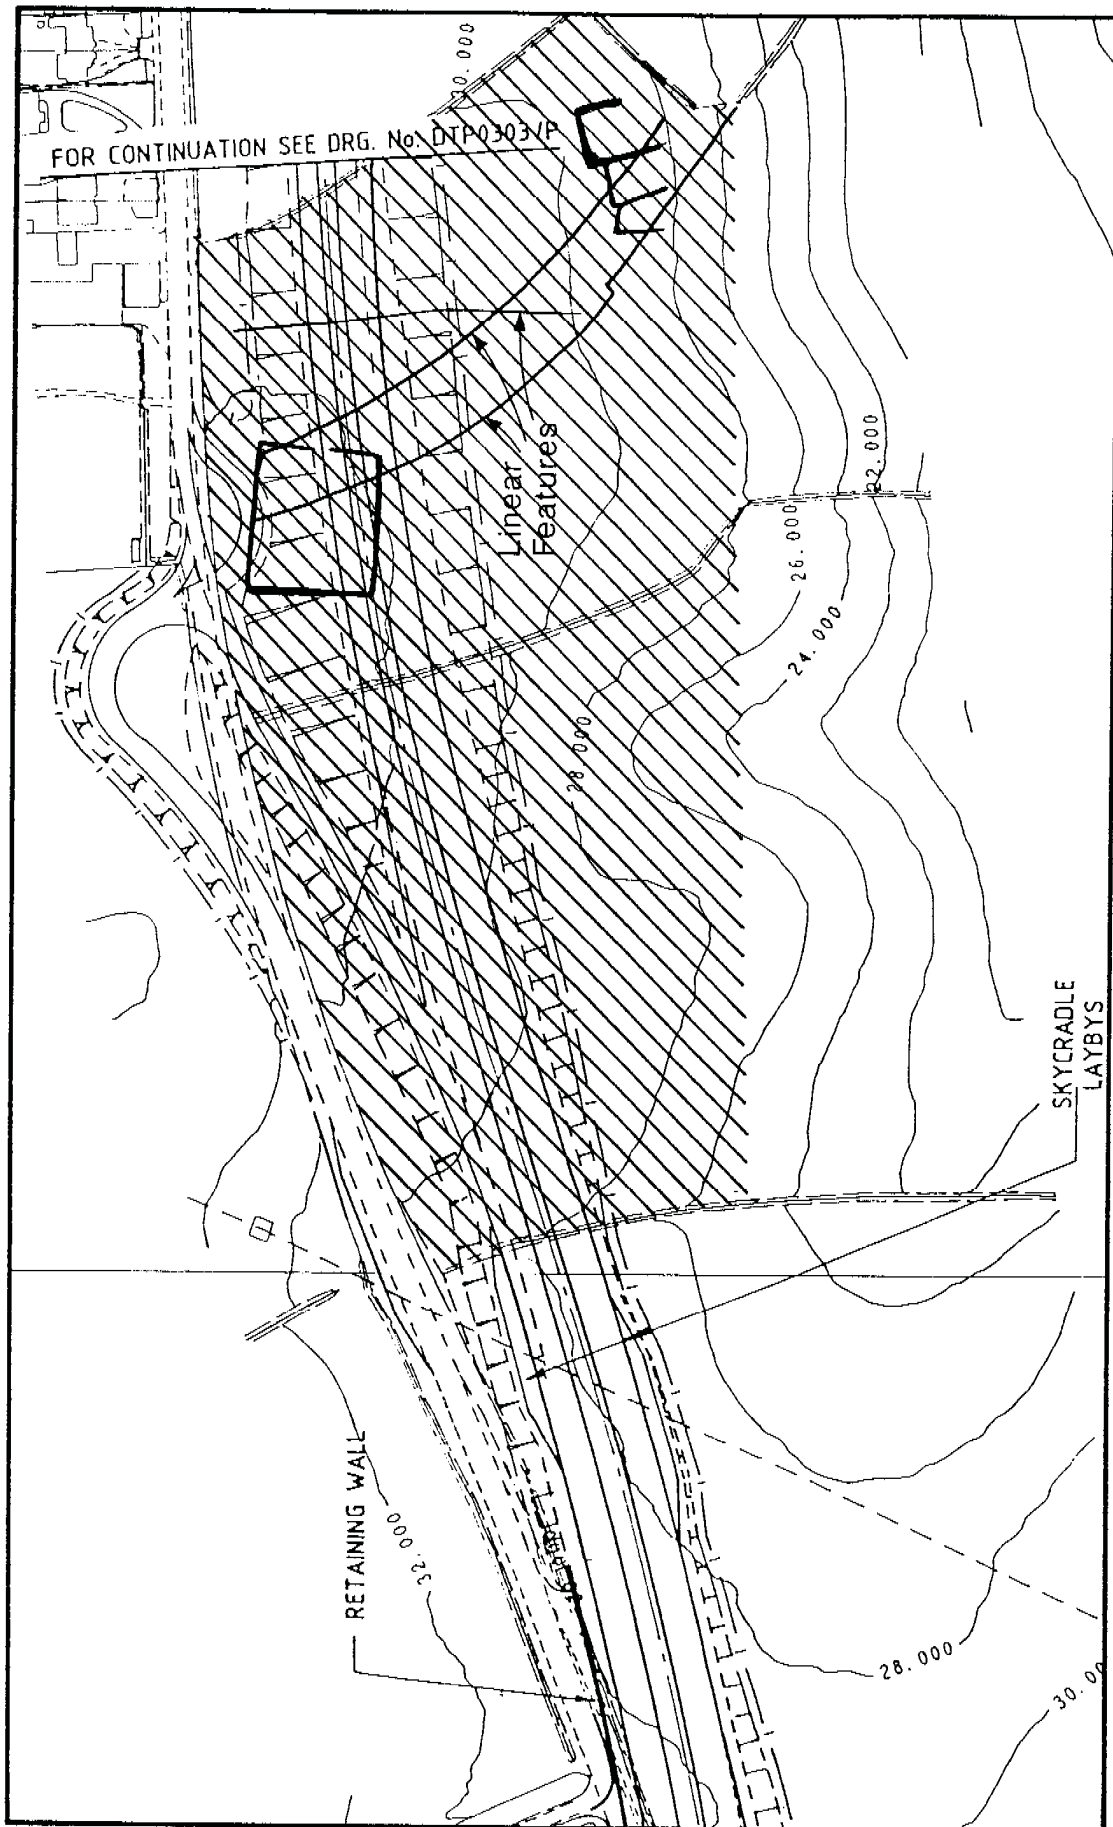 30.000
FOR CONTINUATION SEE DRG. No. DTP0303/P
Linear
Features
22.000
26.000
24.000
28.000
SKYCRADLE
LAYBYS
RETAINING WALL
32.000
28.000
30.00